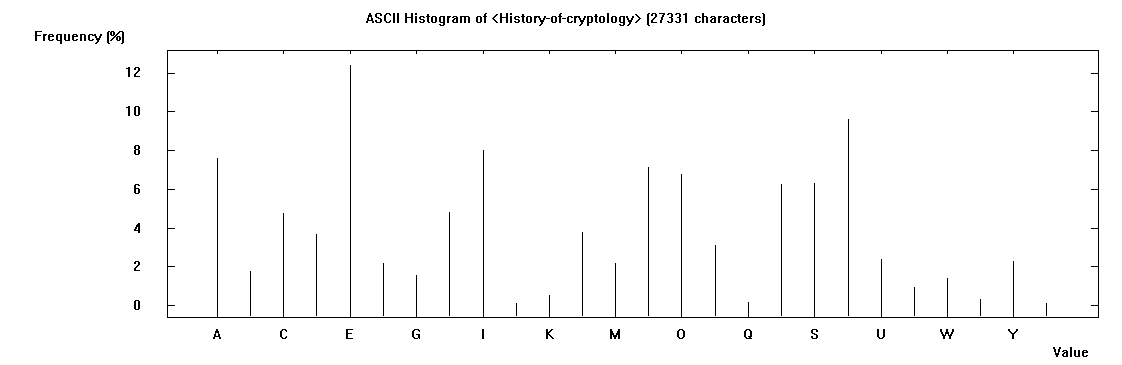 ASCII Histogram of <History-of-cryptology> (27331 characters)
Frequency (%)
12
10
8
6
4
2
0
A C E G I K M O Q S U W Y
Value